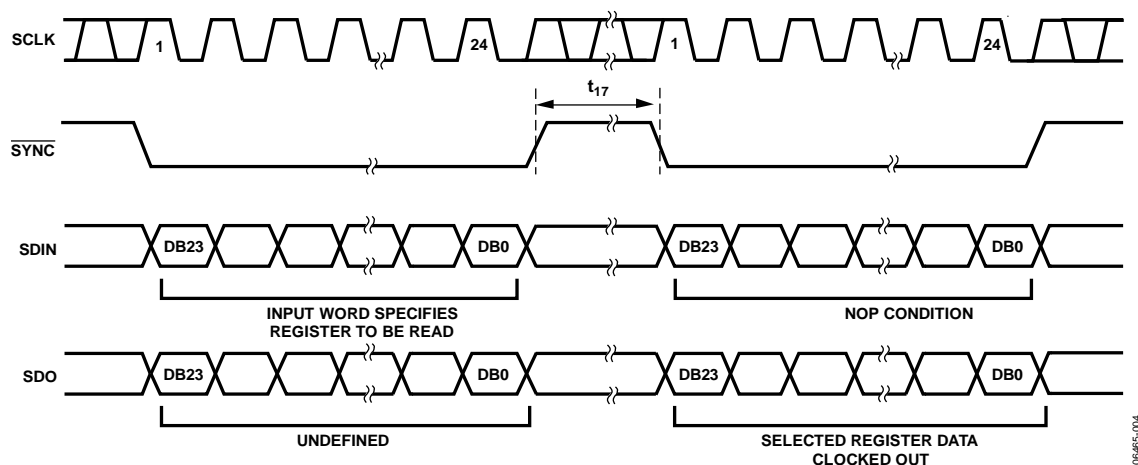 SCLK
1
24
1
24
t17
SYNC
SDIN
DB23
DB0
DB23
DB0
INPUT WORD SPECIFIES
REGISTER TO BE READ
NOP CONDITION
SDO
DB23
DB0
DB23
DB0
UNDEFINED
SELECTED REGISTER DATA
CLOCKED OUT
06465-004